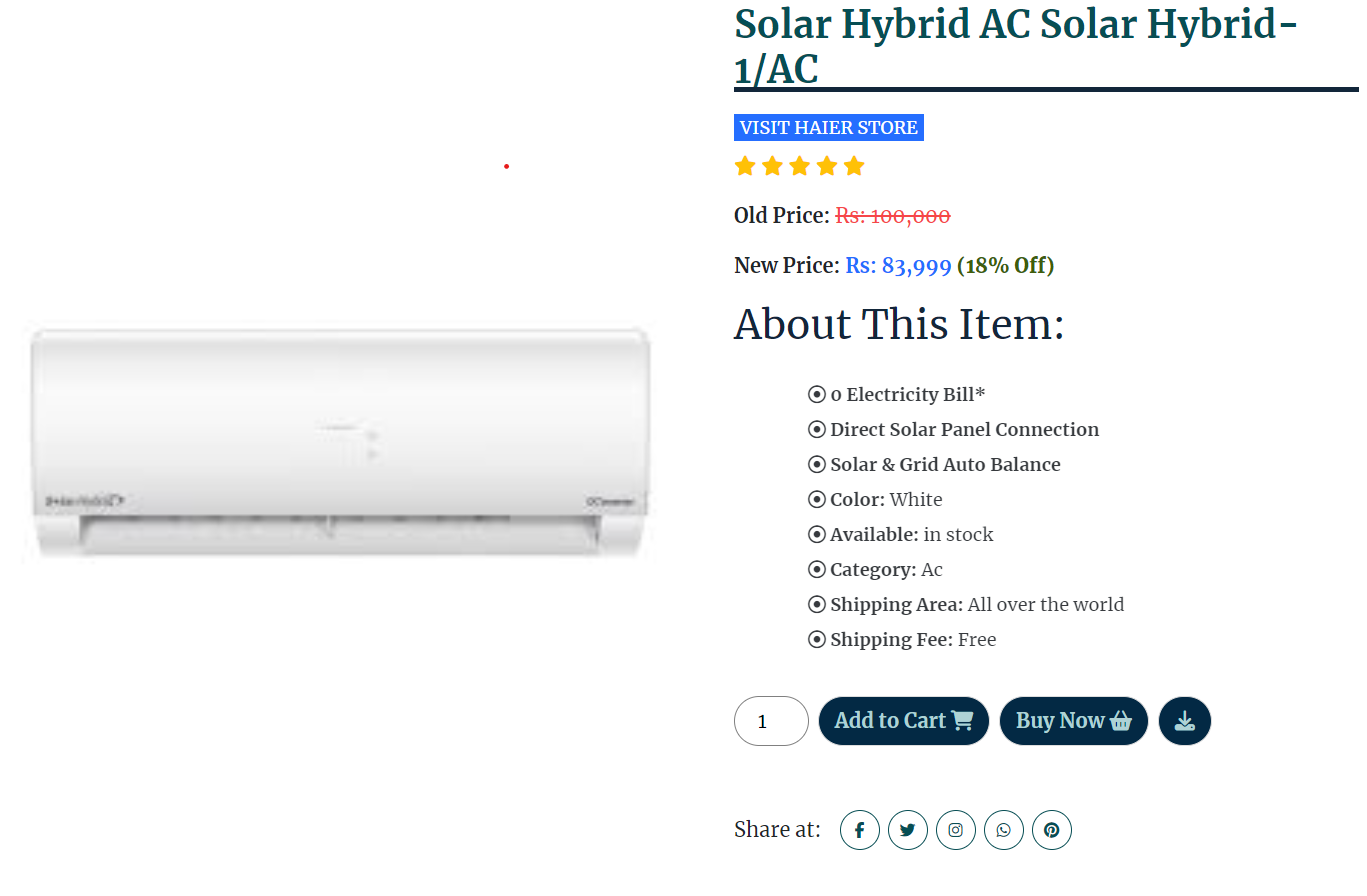 Solar Hybrid AC Solar Hybrid-
1/AC
VISIT HAIER STORE
Old Price: Rs: 100,000
New Price: Rs: 83,999 (18% Off)
About This Item:
0 Electricity Bill*
Direct Solar Panel Connection
Solar & Grid Auto Balance
Color: White
Available: in stock
Category: Ac
Shipping Area: All over the world
Shipping Fee: Free
1 Add to Cart Buy Now
Share at: